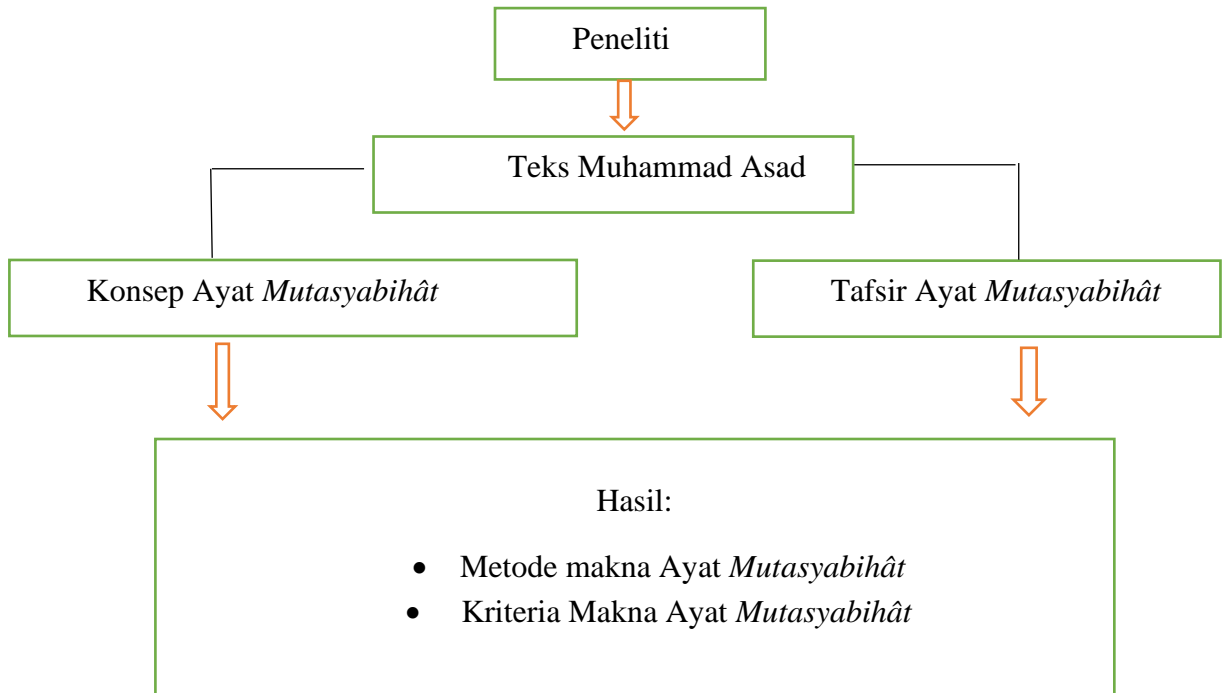 Peneliti
Teks Muhammad Asad
Konsep Ayat Mutasyabihât
Tafsir Ayat Mutasyabihât
Hasil:
• Metode makna Ayat Mutasyabihât
• Kriteria Makna Ayat Mutasyabihât